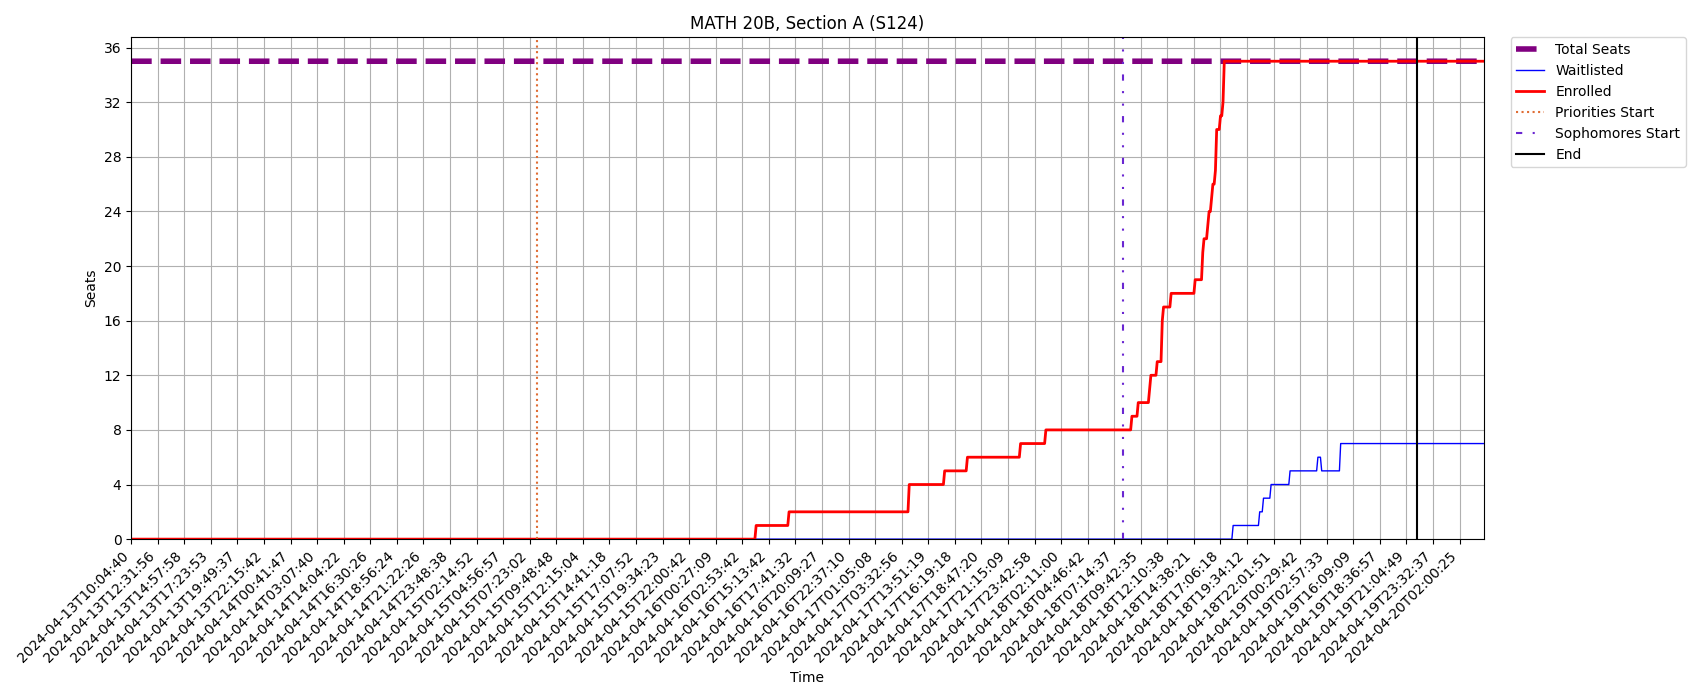 MATH 20B, Section A (S124)
Total Seats
Waitlisted
Enrolled
Priorities Start
Sophomores Start
End
Seats
36
32
28
24
20
16
12
8
4
0
2024-04-13T10:04:40
2024-04-13T12:31:56
2024-04-13T14:57:58
2024-04-13T17:23:53
2024-04-13T19:49:37
2024-04-13T22:15:42
2024-04-14T00:41:47
2024-04-14T03:07:40
2024-04-14T14:04:22
2024-04-14T16:30:26
2024-04-14T18:56:24
2024-04-14T21:22:26
2024-04-14T23:48:38
2024-04-15T02:14:52
2024-04-15T04:56:57
2024-04-15T07:23:02
2024-04-15T09:48:48
2024-04-15T12:15:04
2024-04-15T14:41:18
2024-04-15T17:07:52
2024-04-15T19:34:23
2024-04-15T22:00:42
2024-04-16T00:27:09
2024-04-16T02:53:42
2024-04-16T15:13:42
2024-04-16T17:41:32
2024-04-16T20:09:27
2024-04-16T22:37:10
2024-04-17T01:05:08
2024-04-17T03:32:56
2024-04-17T13:51:19
2024-04-17T16:19:18
2024-04-17T18:47:20
2024-04-17T21:15:09
2024-04-17T23:42:58
2024-04-18T02:11:00
2024-04-18T04:46:42
2024-04-18T07:14:37
2024-04-18T09:42:35
2024-04-18T12:10:38
2024-04-18T14:38:21
2024-04-18T17:06:18
2024-04-18T19:34:12
2024-04-18T22:01:51
2024-04-19T00:29:42
2024-04-19T02:57:33
2024-04-19T16:09:09
2024-04-19T18:36:57
2024-04-19T21:04:49
2024-04-19T23:32:37
2024-04-20T02:00:25
Time